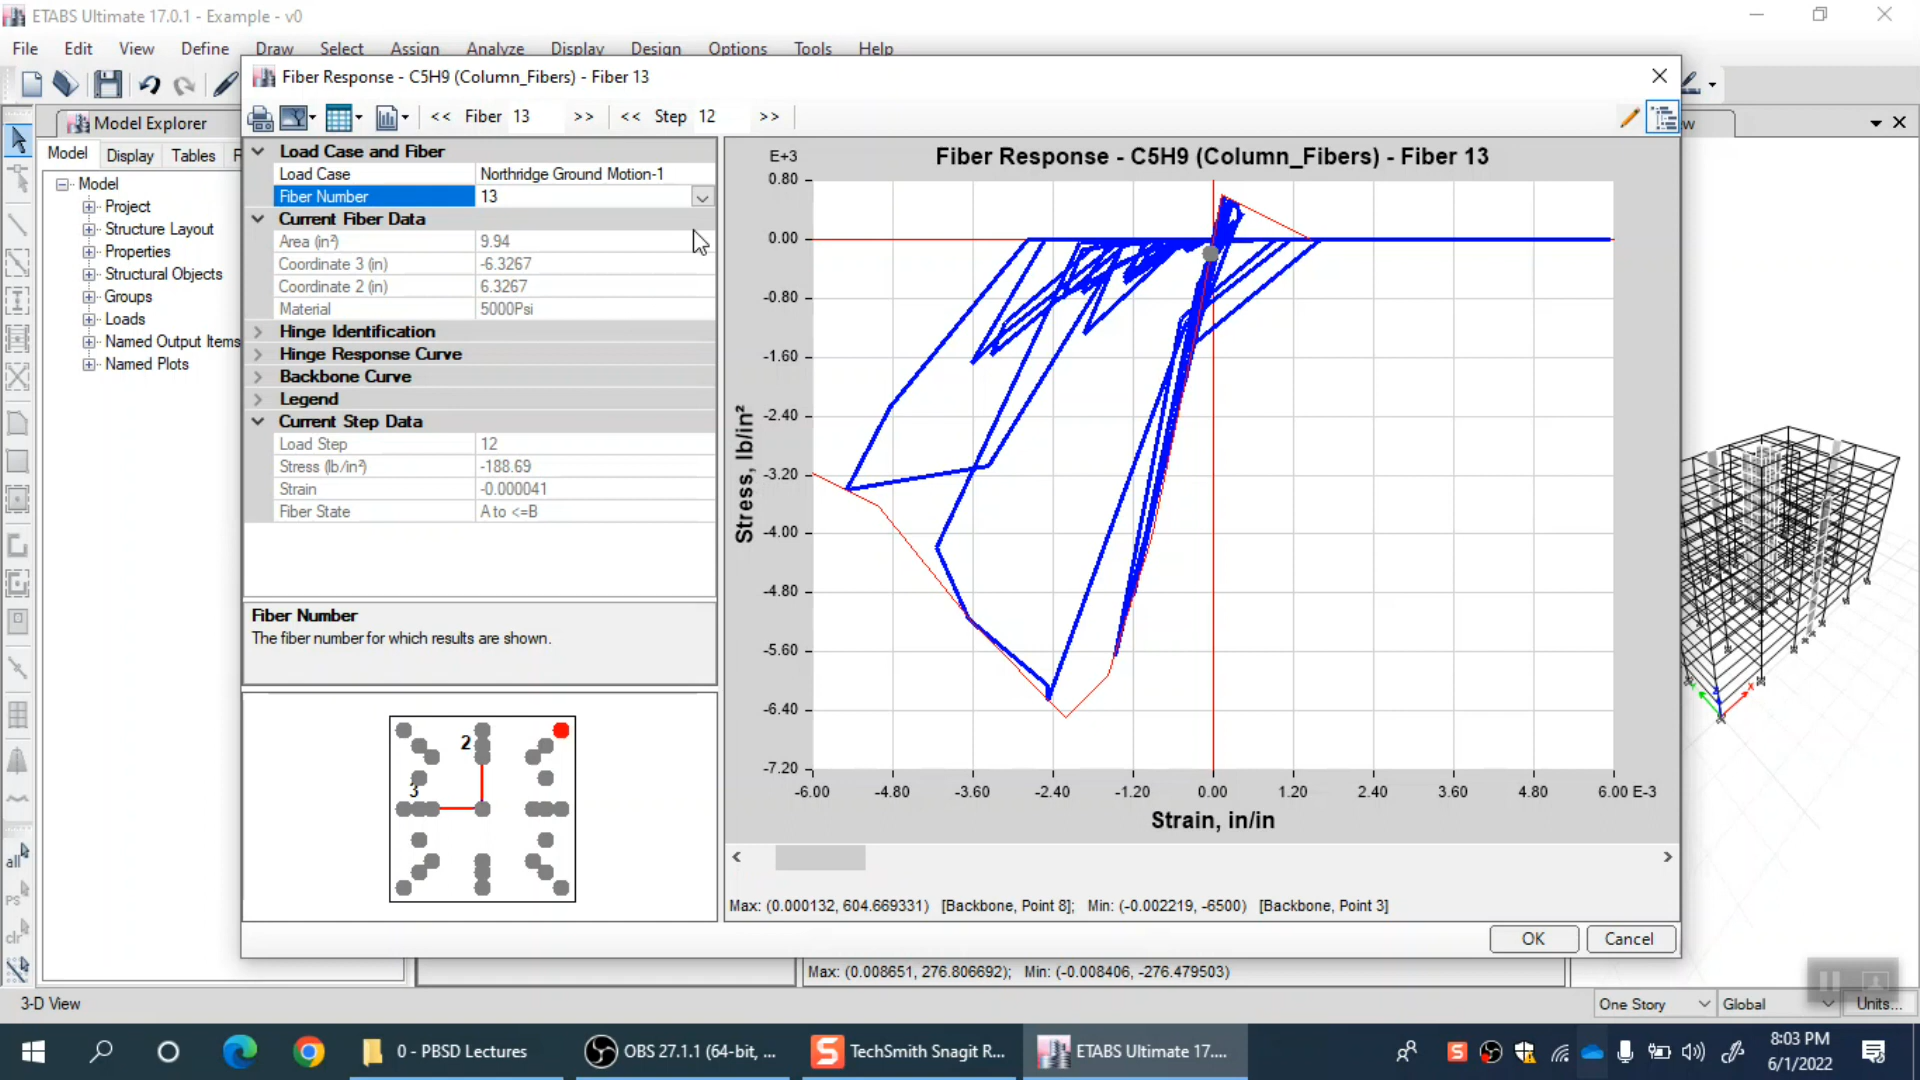 ETABS Ultimate 17.0.1 - Example - v0
File Edit View Define Draw Select Assign Analyze Display Design Options Tools Help
Fiber Response - C5H9 (Column_Fibers) - Fiber 13
<< Fiber 13 >> << Step 12 >>
Model Explorer
Model Display Tables
Model
Project
Structure Layout
Properties
Structural Objects
Groups
Loads
Named Output Items
Named Plots
Load Case and Fiber
Load Case Northridge Ground Motion-1
Fiber Number 13
Current Fiber Data
Area (in²) 9.94
Coordinate 3 (in) -6.3267
Coordinate 2 (in) 6.3267
Material 5000Psi
Hinge Identification
Hinge Response Curve
Backbone Curve
Legend
Current Step Data
Load Step 12
Stress (lb/in²) -188.69
Strain -0.000041
Fiber State A to <=B
Fiber Number
The fiber number for which results are shown.
2
3
Fiber Response - C5H9 (Column_Fibers) - Fiber 13
E+3
0.80
0.00
-0.80
-1.60
-2.40
-3.20
-4.00
-4.80
-5.60
-6.40
-7.20
Stress, lb/in²
-6.00 -4.80 -3.60 -2.40 -1.20 0.00 1.20 2.40 3.60 4.80 6.00 E-3
Strain, in/in
Max: (0.000132, 604.669331) [Backbone, Point 8]; Min: (-0.002219, -6500) [Backbone, Point 3]
OK Cancel
Max: (0.008651, 276.806692); Min: (-0.008406, -276.479503)
all
ps
clr
3-D View
One Story Global Units...
0 - PBSD Lectures
OBS 27.1.1 (64-bit, ...
TechSmith Snagit R...
ETABS Ultimate 17....
8:03 PM
6/1/2022